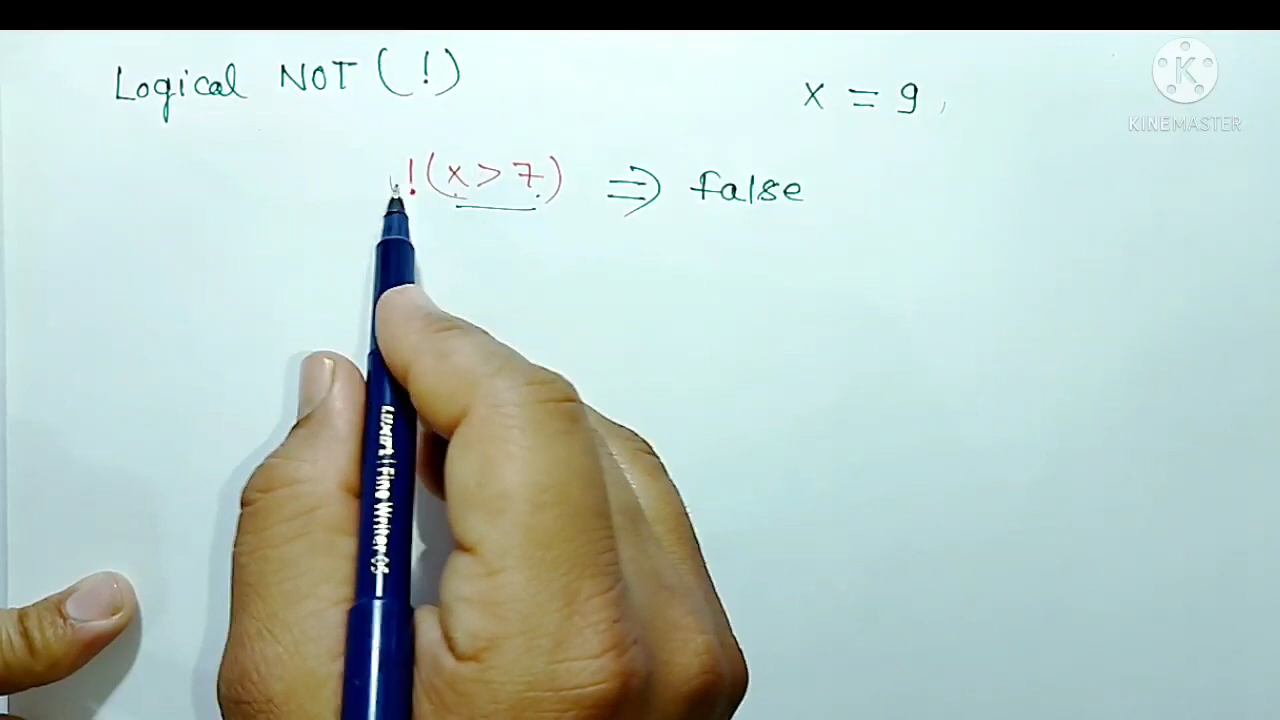 Logical NOT (!)
x = 9,
!(x > 7) ⇒ false
KINEMASTER
Luxor | Fine Writer 05